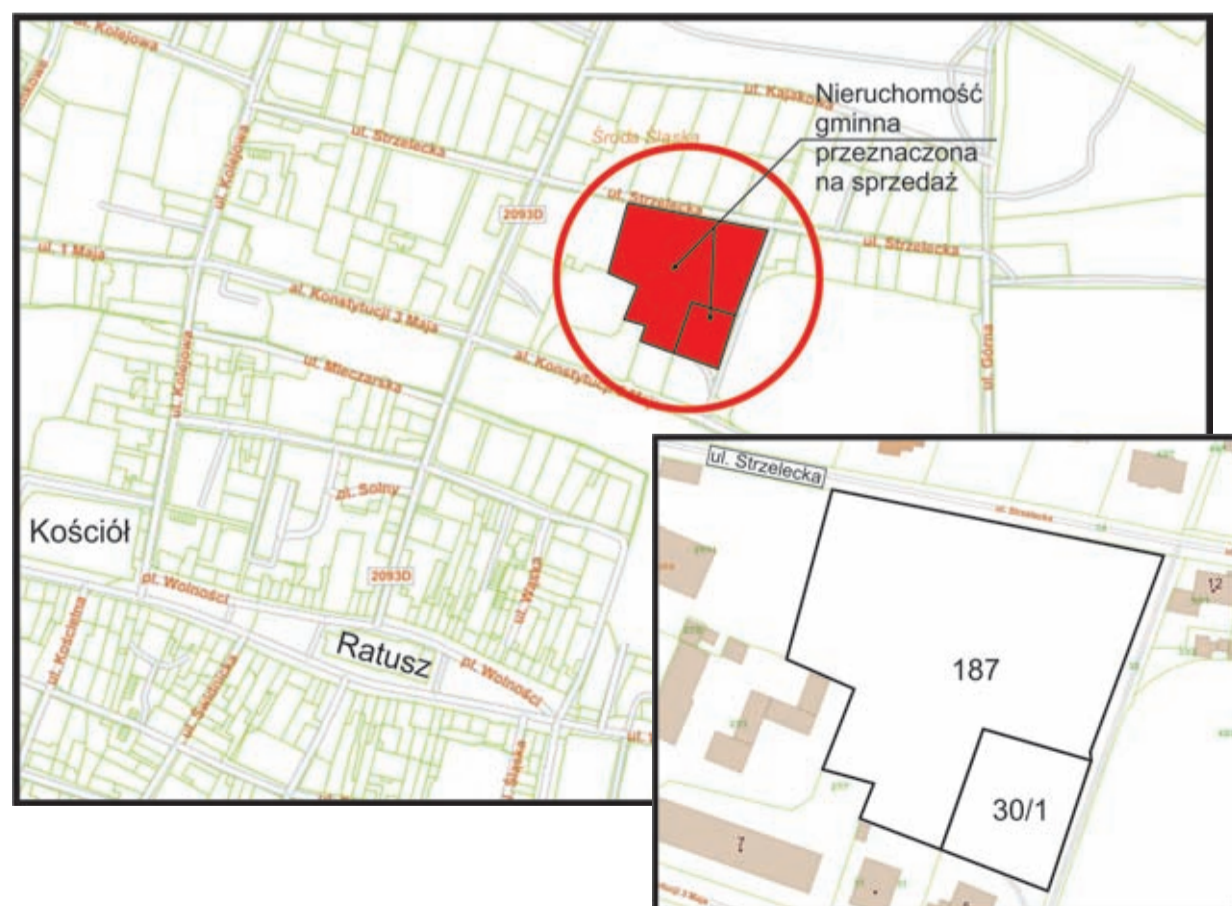 ul. Kolejowa
ul. Kajakowa
Nieruchomość
gminna
przeznaczona
na sprzedaż
ul. Strzelecka
Środa Śląska
ul. Kolejowa
ul. Strzelecka
2093D
ul. Strzelecka
ul. 1 Maja
al. Konstytucji 3 Maja
ul. Kolejowa
ul. Mleczarska
al. Konstytucji 3 Maja
ul. Górna
pl. Solny
Kościół
2093D
pl. Wolności
ul. Wąska
ul. Kościelna
ul. Świdnicka
Ratusz
pl. Wolności
ul. Strzelecka
ul. Strzelecka
12
187
30/1
7